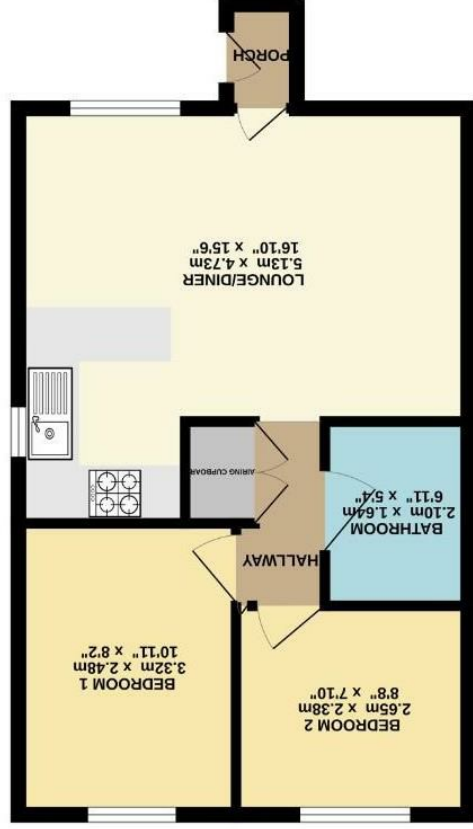 BEDROOM 2
2.65m x 2.38m
8'8" x 7'10"
BEDROOM 1
3.32m x 2.48m
10'11" x 8'2"
HALLWAY
BATHROOM
2.10m x 1.64m
6'11" x 5'4"
AIRING CUPBOARD
LOUNGE/DINER
5.13m x 4.73m
16'10" x 15'6"
PORCH